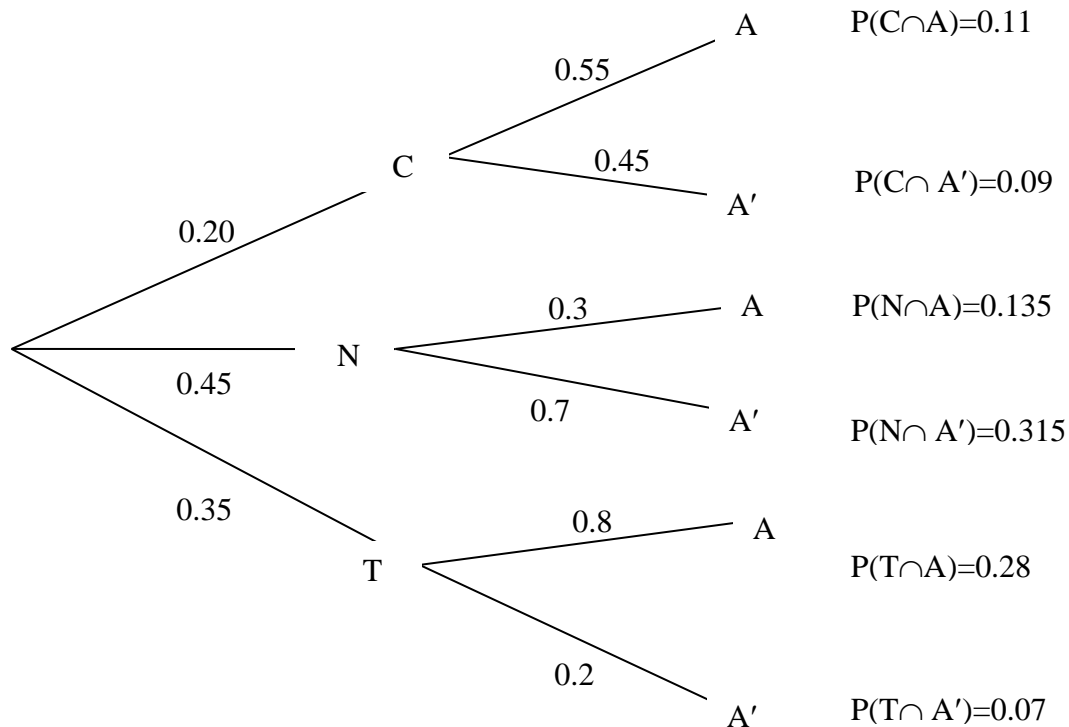 A P(C∩A)=0.11
0.55
C 0.45 P(C∩ A′)=0.09
A′
0.20
0.3 A P(N∩A)=0.135
N
0.45 0.7 A′ P(N∩ A′)=0.315
0.35 0.8 A
T P(T∩A)=0.28
0.2
A′ P(T∩ A′)=0.07